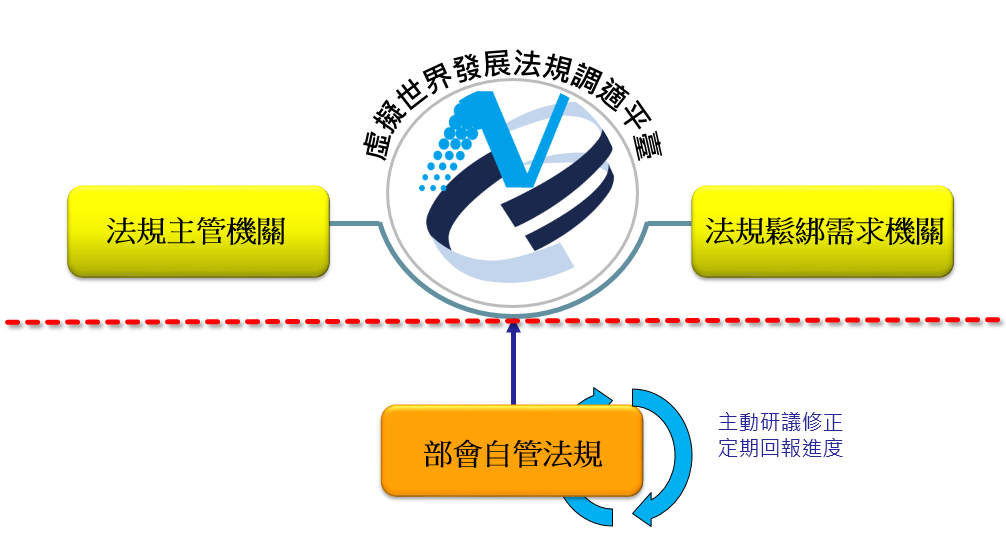 虛擬世界發展法規調適平臺
法規主管機關
法規鬆綁需求機關
部會自管法規
主動研議修正
定期回報進度